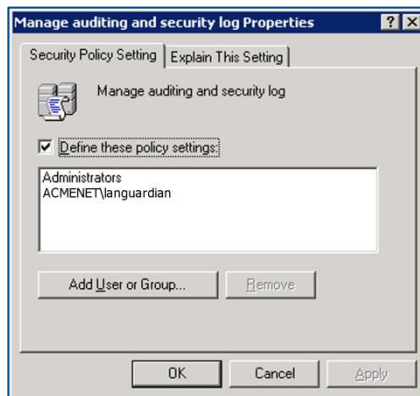 Manage auditing and security log Properties
Security Policy Setting
Explain This Setting
Manage auditing and security log
Define these policy settings:
Administrators
ACMENET\languardian
Add User or Group...
Remove
OK
Cancel
Apply